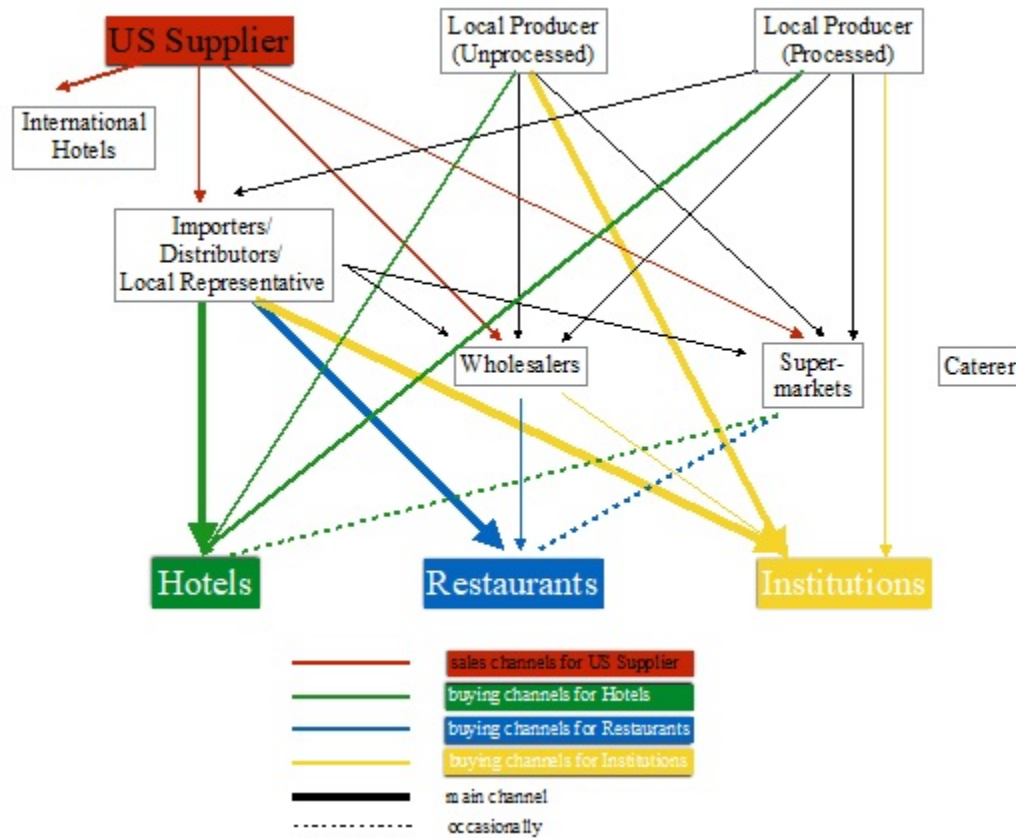 US Supplier
Local Producer
(Unprocessed)
Local Producer
(Processed)
International
Hotels
Importers/
Distributors/
Local Representative
Wholesalers
Super-
markets
Caterer
Hotels
Restaurants
Institutions
sales channels for US Supplier
buying channels for Hotels
buying channels for Restaurants
buying channels for Institutions
main channel
occasionally